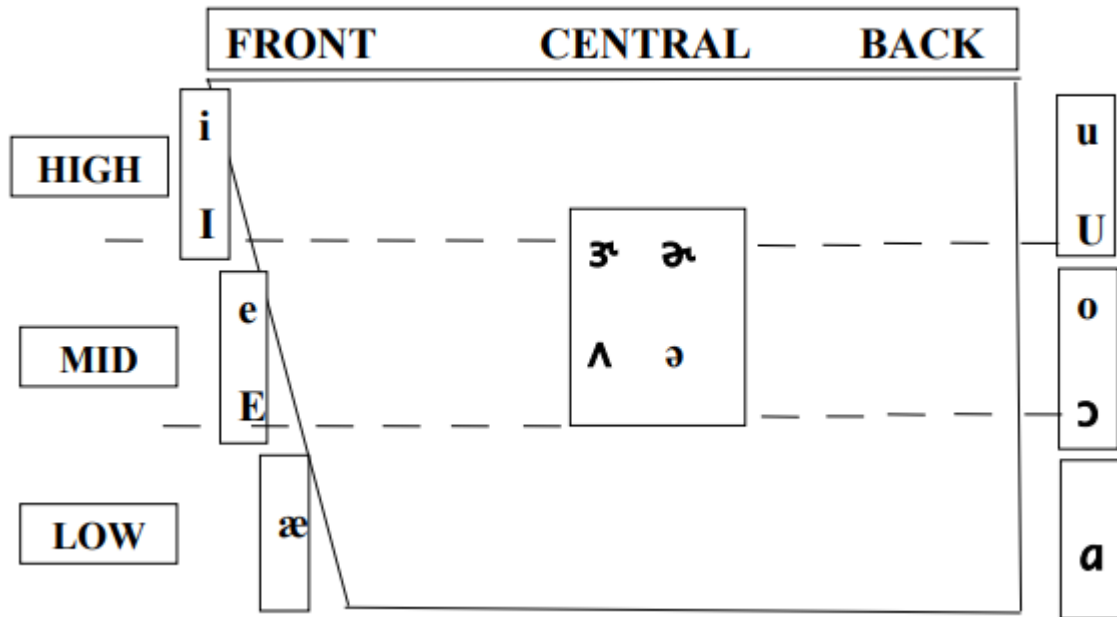 FRONT CENTRAL BACK
i u
HIGH
I U
ɝ ɚ
e o
MID
ʌ ə
E ɔ
LOW
æ ɑ